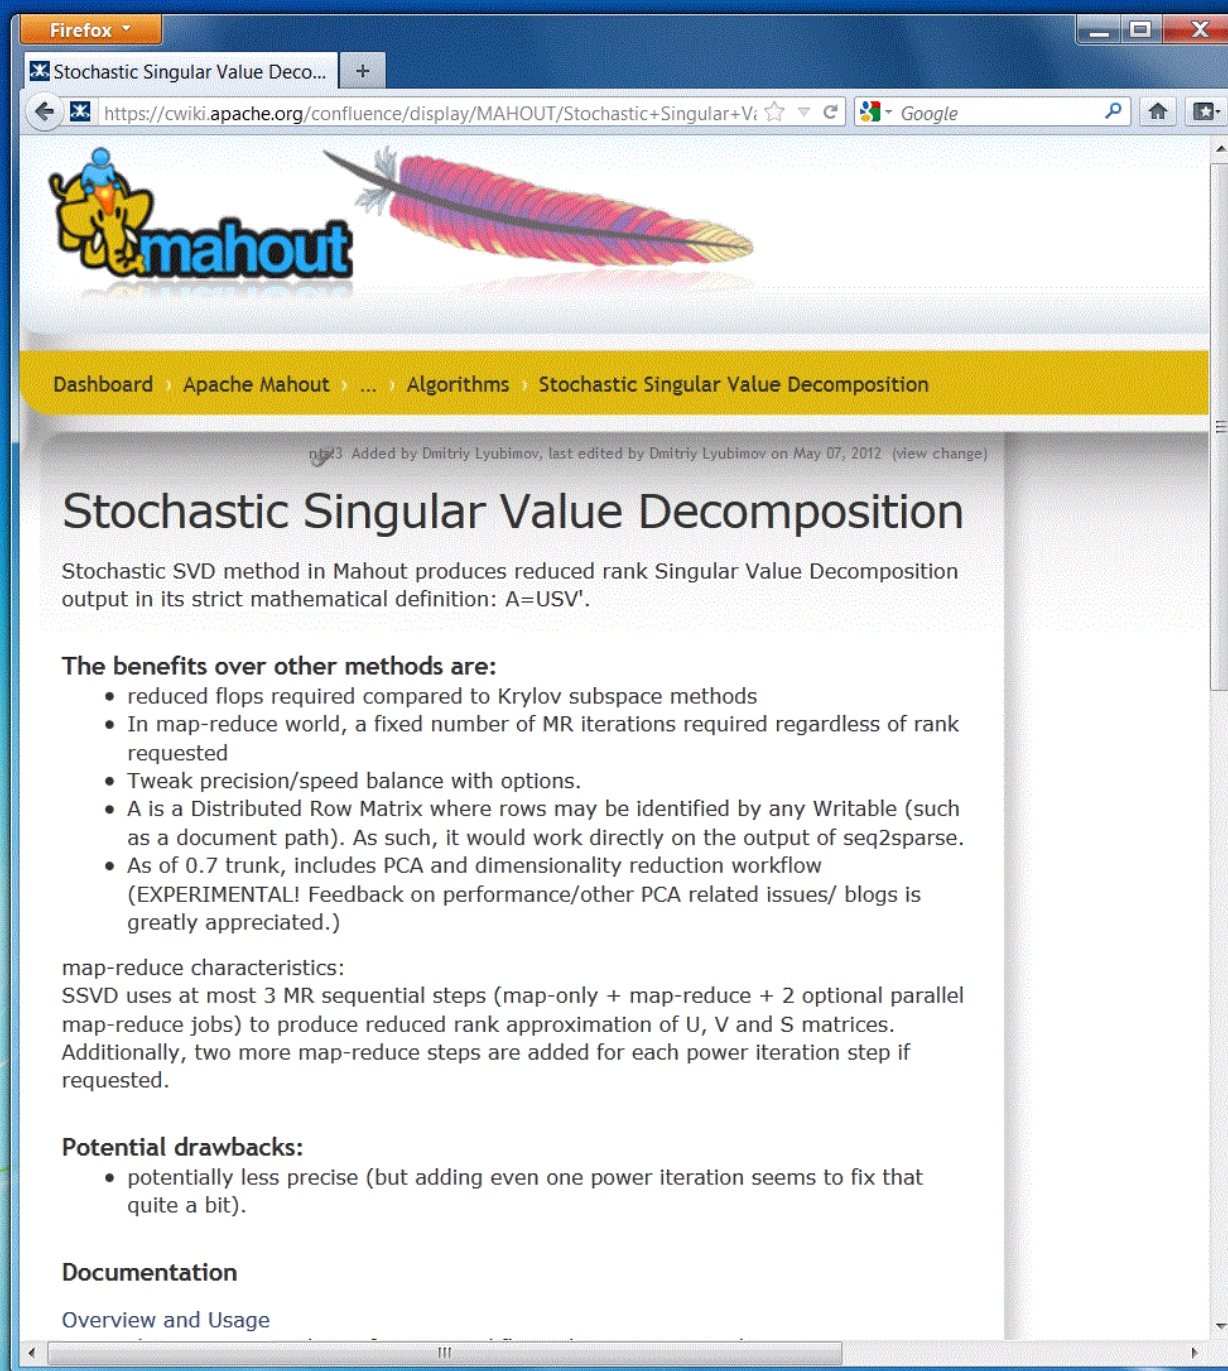 Firefox
Stochastic Singular Value Deco...
+
https://cwiki.apache.org/confluence/display/MAHOUT/Stochastic+Singular+Va
Google
mahout
Dashboard › Apache Mahout › ... › Algorithms › Stochastic Singular Value Decomposition
Added by Dmitriy Lyubimov, last edited by Dmitriy Lyubimov on May 07, 2012 (view change)
Stochastic Singular Value Decomposition
Stochastic SVD method in Mahout produces reduced rank Singular Value Decomposition
output in its strict mathematical definition: A=USV'.
The benefits over other methods are:
• reduced flops required compared to Krylov subspace methods
• In map-reduce world, a fixed number of MR iterations required regardless of rank
requested
• Tweak precision/speed balance with options.
• A is a Distributed Row Matrix where rows may be identified by any Writable (such
as a document path). As such, it would work directly on the output of seq2sparse.
• As of 0.7 trunk, includes PCA and dimensionality reduction workflow
(EXPERIMENTAL! Feedback on performance/other PCA related issues/ blogs is
greatly appreciated.)
map-reduce characteristics:
SSVD uses at most 3 MR sequential steps (map-only + map-reduce + 2 optional parallel
map-reduce jobs) to produce reduced rank approximation of U, V and S matrices.
Additionally, two more map-reduce steps are added for each power iteration step if
requested.
Potential drawbacks:
• potentially less precise (but adding even one power iteration seems to fix that
quite a bit).
Documentation
Overview and Usage